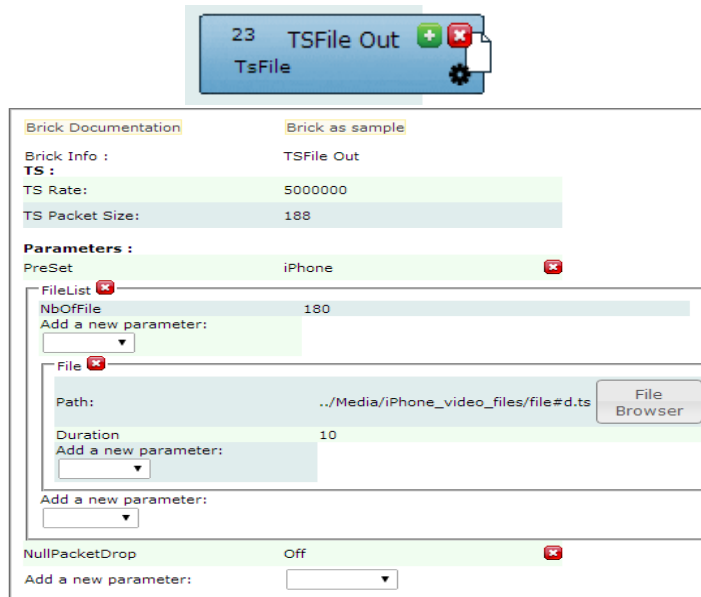 23 TSFile Out
TsFile
Brick Documentation Brick as sample
Brick Info : TSFile Out
TS :
TS Rate: 5000000
TS Packet Size: 188
Parameters :
PreSet iPhone
FileList
NbOfFile 180
Add a new parameter:
File
Path: ../Media/iPhone_video_files/file#d.ts File Browser
Duration 10
Add a new parameter:
Add a new parameter:
NullPacketDrop Off
Add a new parameter: